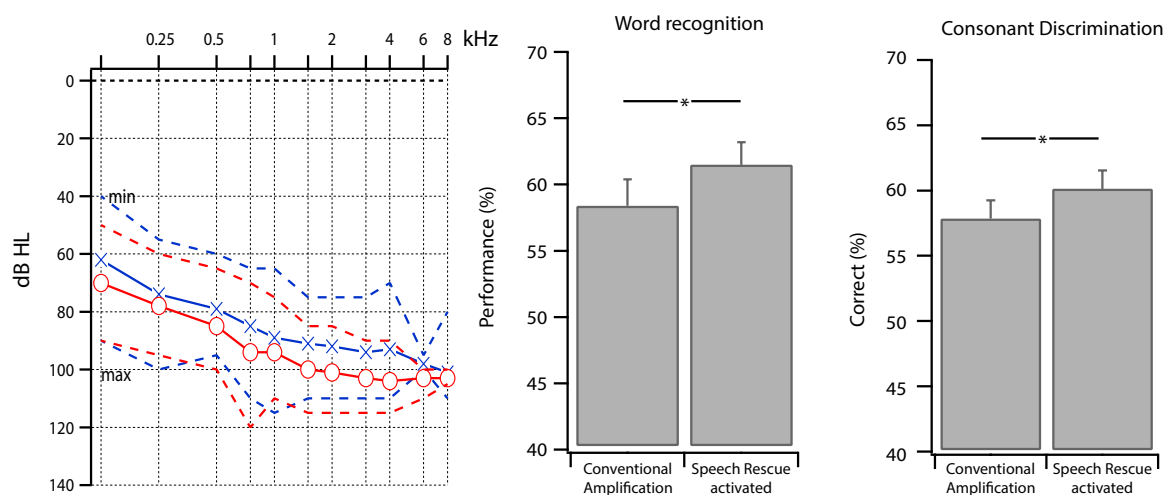 0.25 0.5 1 2 4 6 8 kHz
0
20
40
60
80
100
120
140
dB HL
min
max
Word recognition
70
65
60
55
50
45
40
Performance (%)
*
Conventional
Amplification
Speech Rescue
activated
Consonant Discrimination
70
65
60
55
50
45
40
Correct (%)
*
Conventional
Amplification
Speech Rescue
activated